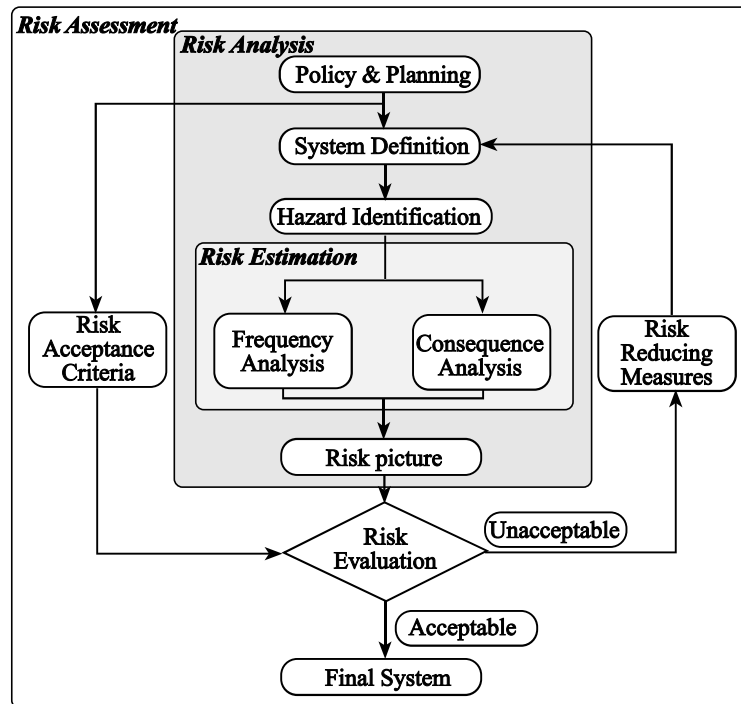 Risk Assessment
Risk Analysis
Policy & Planning
System Definition
Hazard Identification
Risk Estimation
Frequency
Analysis
Consequence
Analysis
Risk
Acceptance
Criteria
Risk
Reducing
Measures
Risk picture
Risk
Evaluation
Unacceptable
Acceptable
Final System